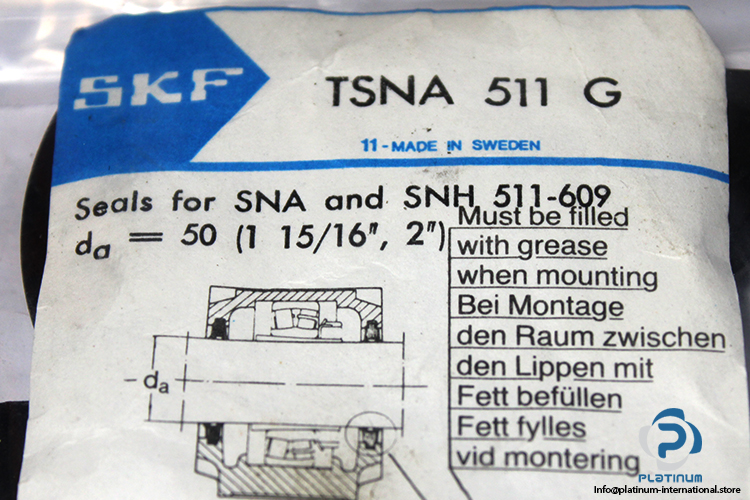 SKF
TSNA 511 G
11-MADE IN SWEDEN
Seals for SNA and SNH 511-609
da = 50 (1 15/16", 2")
Must be filled
with grease
when mounting
Bei Montage
den Raum zwischen
den Lippen mit
Fett befüllen
Fett fylles
vid montering
da
PLATINUM
Info@platinum-international.store